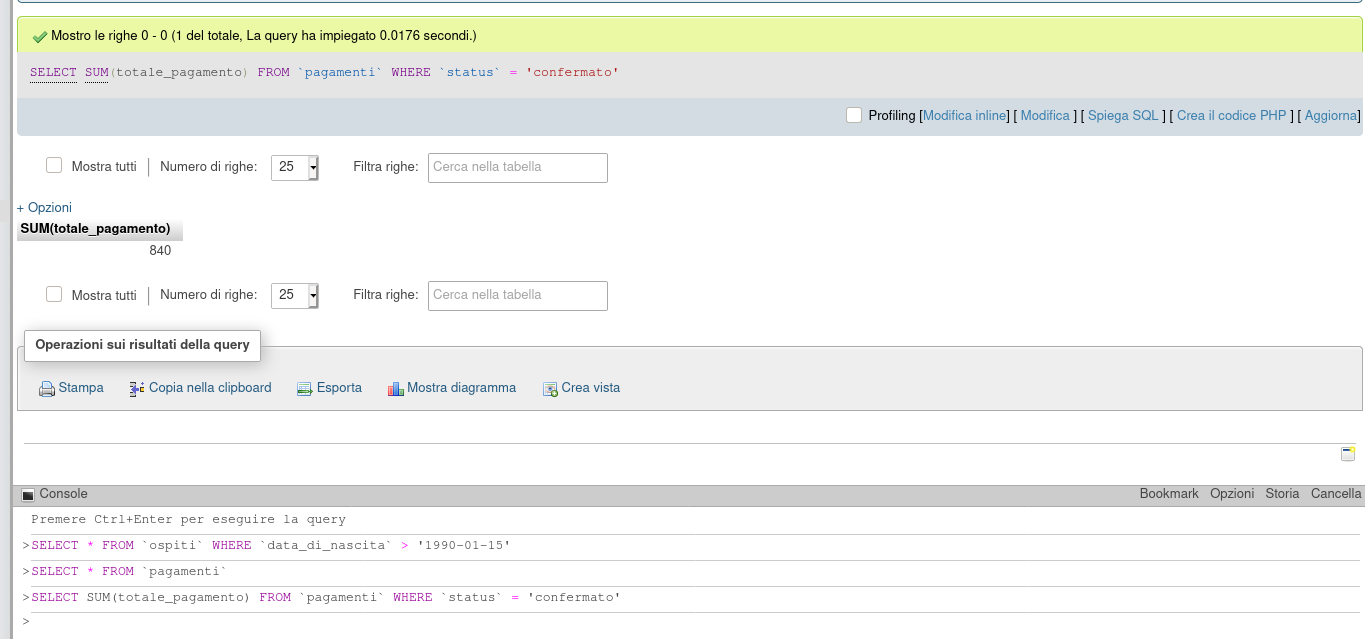 Mostro le righe 0 - 0 (1 del totale, La query ha impiegato 0.0176 secondi.)
SELECT SUM(totale_pagamento) FROM `pagamenti` WHERE `status` = 'confermato'
Profiling [Modifica inline] [ Modifica ] [ Spiega SQL ] [ Crea il codice PHP ] [ Aggiorna]
Mostra tutti | Numero di righe: 25 Filtra righe: Cerca nella tabella
+ Opzioni
SUM(totale_pagamento)
840
Mostra tutti | Numero di righe: 25 Filtra righe: Cerca nella tabella
Operazioni sui risultati della query
Stampa Copia nella clipboard Esporta Mostra diagramma Crea vista
Console Bookmark Opzioni Storia Cancella
Premere Ctrl+Enter per eseguire la query
>SELECT * FROM `ospiti` WHERE `data_di_nascita` > '1990-01-15'
>SELECT * FROM `pagamenti`
>SELECT SUM(totale_pagamento) FROM `pagamenti` WHERE `status` = 'confermato'
>